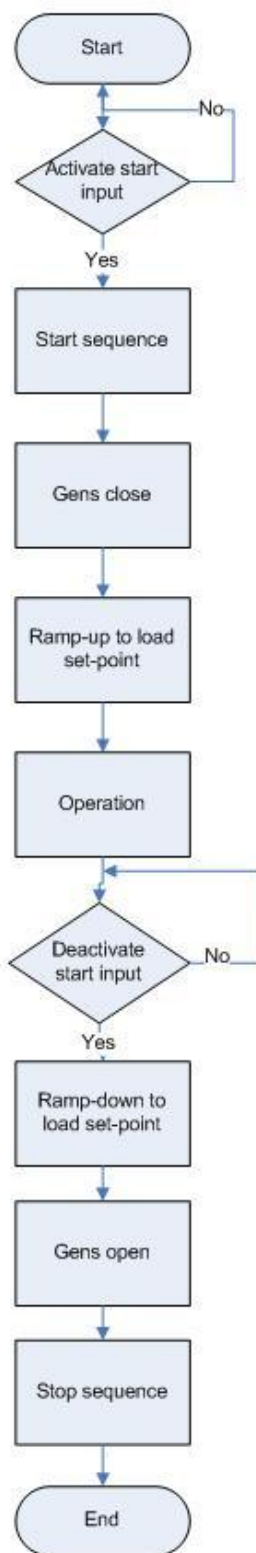 Start
No
Activate start
input
Yes
Start sequence
Gens close
Ramp-up to load
set-point
Operation
Deactivate
start input
No
Yes
Ramp-down to
load set-point
Gens open
Stop sequence
End